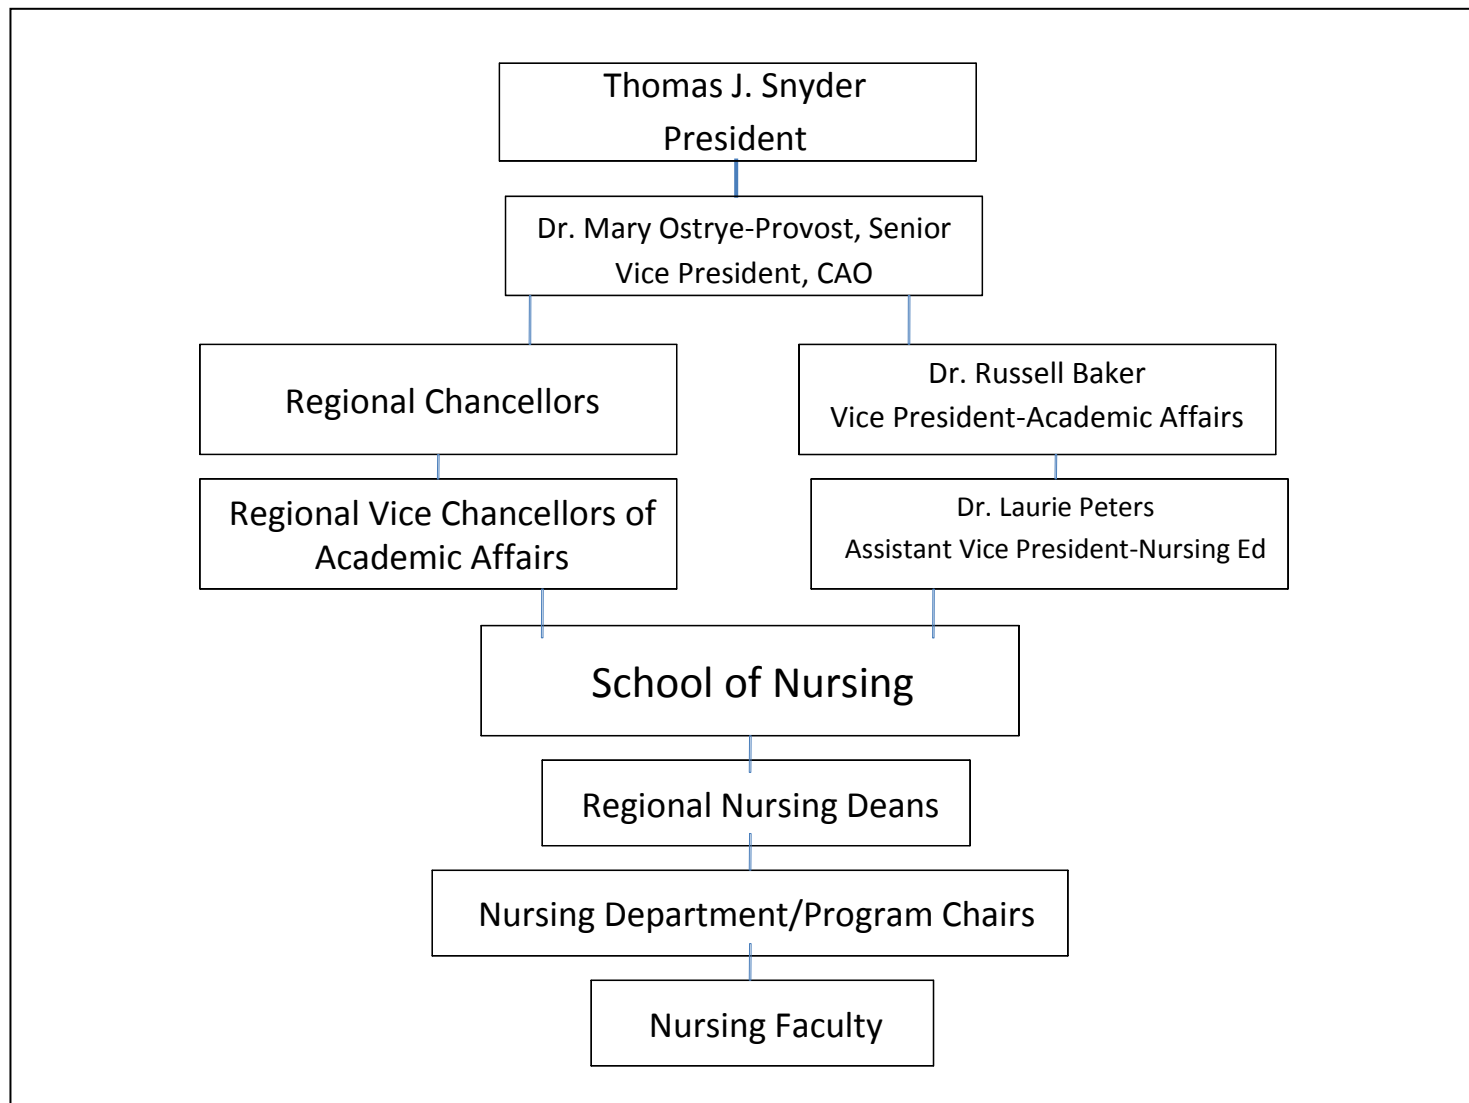 Thomas J. Snyder
President
Dr. Mary Ostrye-Provost, Senior
Vice President, CAO
Regional Chancellors
Dr. Russell Baker
Vice President-Academic Affairs
Regional Vice Chancellors of
Academic Affairs
Dr. Laurie Peters
Assistant Vice President-Nursing Ed
School of Nursing
Regional Nursing Deans
Nursing Department/Program Chairs
Nursing Faculty